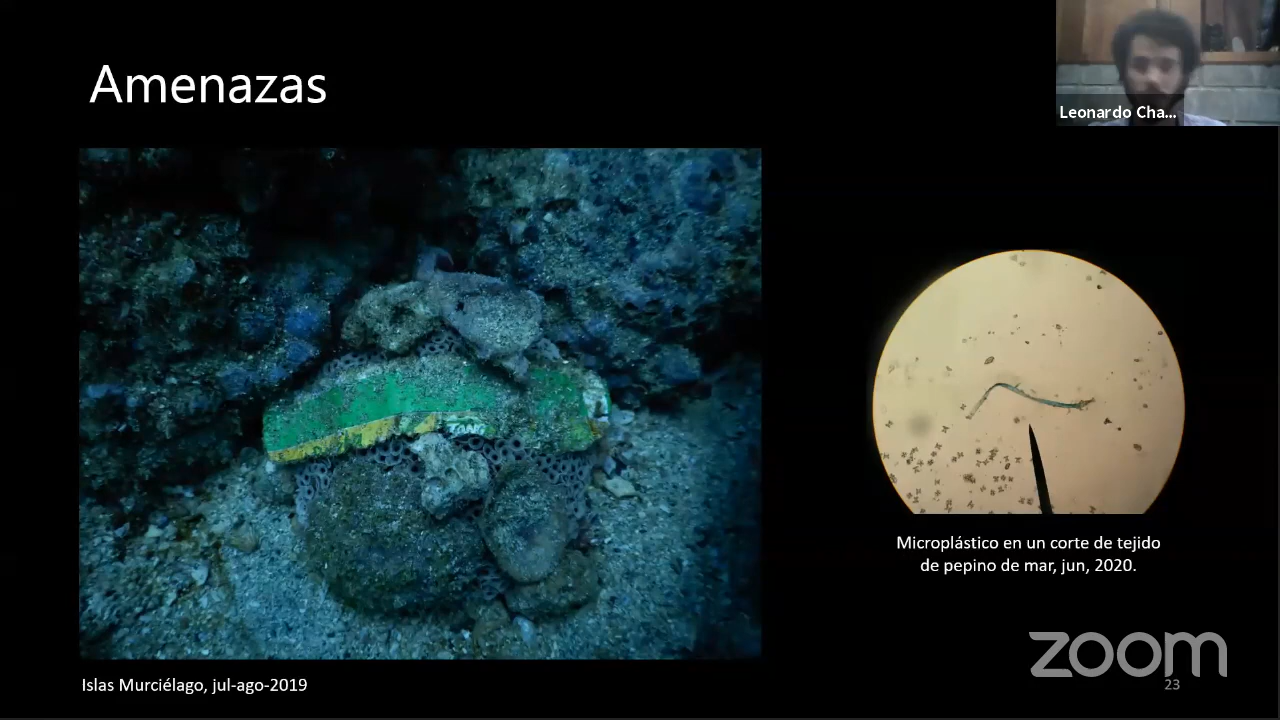 Amenazas
Leonardo Cha...
TANG
Microplástico en un corte de tejido
de pepino de mar, jun, 2020.
Islas Murciélago, jul-ago-2019
zoom
23